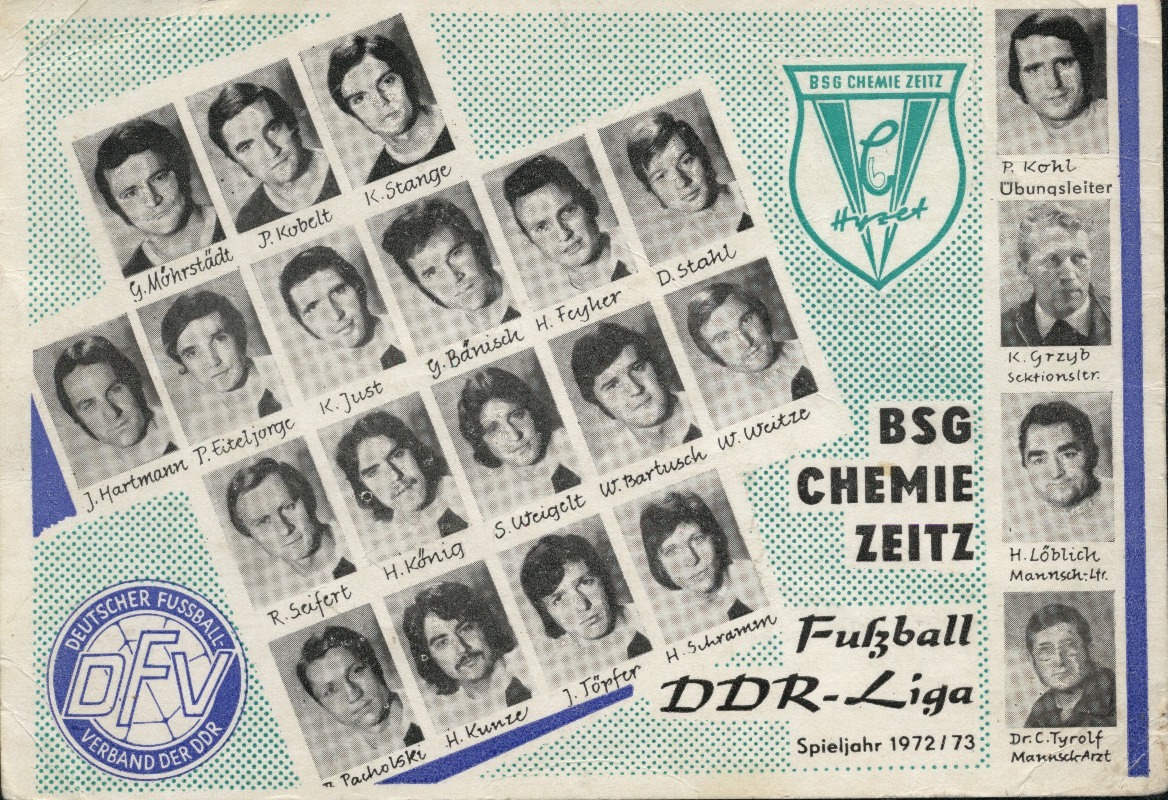 G. Möhrstädt
P. Kobelt
K. Stange
J. Hartmann
P. Eiteljorge
K. Just
G. Bänisch
H. Feyher
D. Stahl
R. Seifert
H. König
S. Weigelt
W. Bartusch
W. Weitze
Pacholski
H. Kunze
J. Töpfer
H. Schramm
BSG CHEMIE ZEITZ
Hyzet
BSG
CHEMIE
ZEITZ
Fußball
DDR-Liga
Spieljahr 1972/73
DEUTSCHER FUSSBALL-
DFV
VERBAND DER DDR
P. Kohl
Übungsleiter
K. Grzyb
Sektionsltr.
H. Löblich
Mannsch.-Ltr.
Dr. C. Tyrolf
Mannsch-Arzt